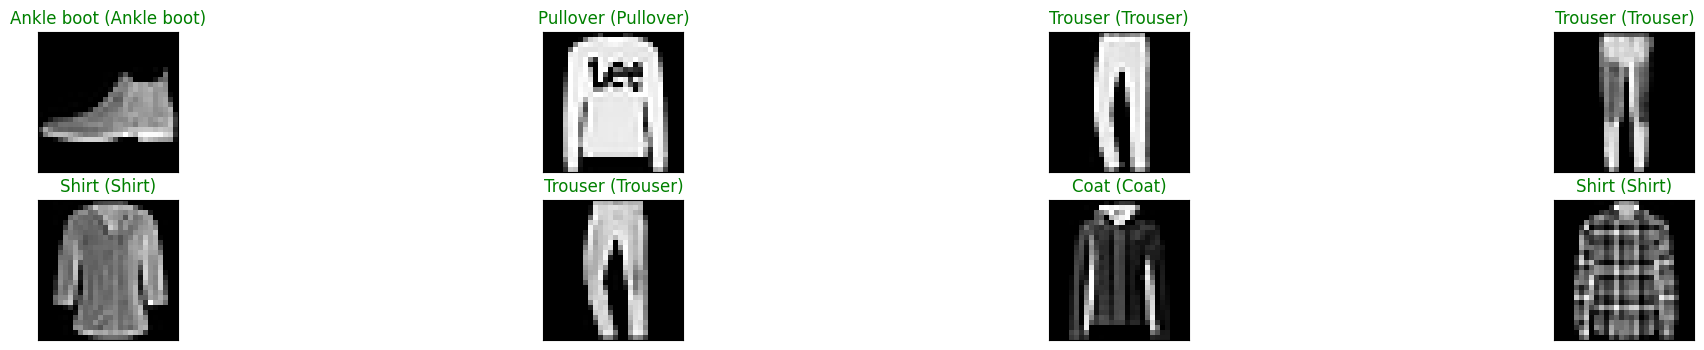 Ankle boot (Ankle boot)
Pullover (Pullover)
Trouser (Trouser)
Trouser (Trouser)
Lee
Shirt (Shirt)
Trouser (Trouser)
Coat (Coat)
Shirt (Shirt)